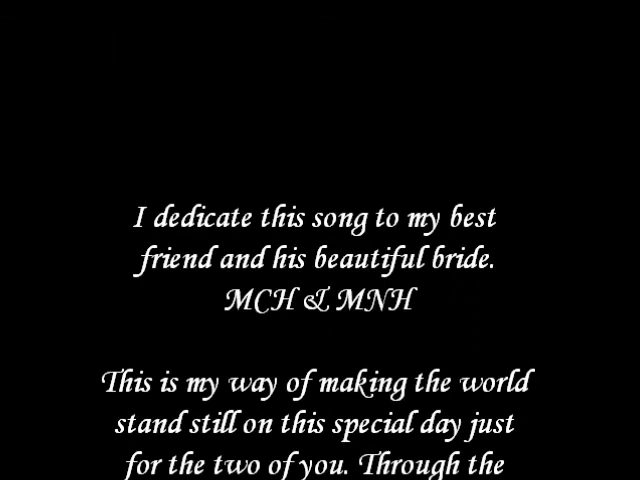 I dedicate this song to my best
friend and his beautiful bride.
MCH & MNH
This is my way of making the world
stand still on this special day just
for the two of you. Through the